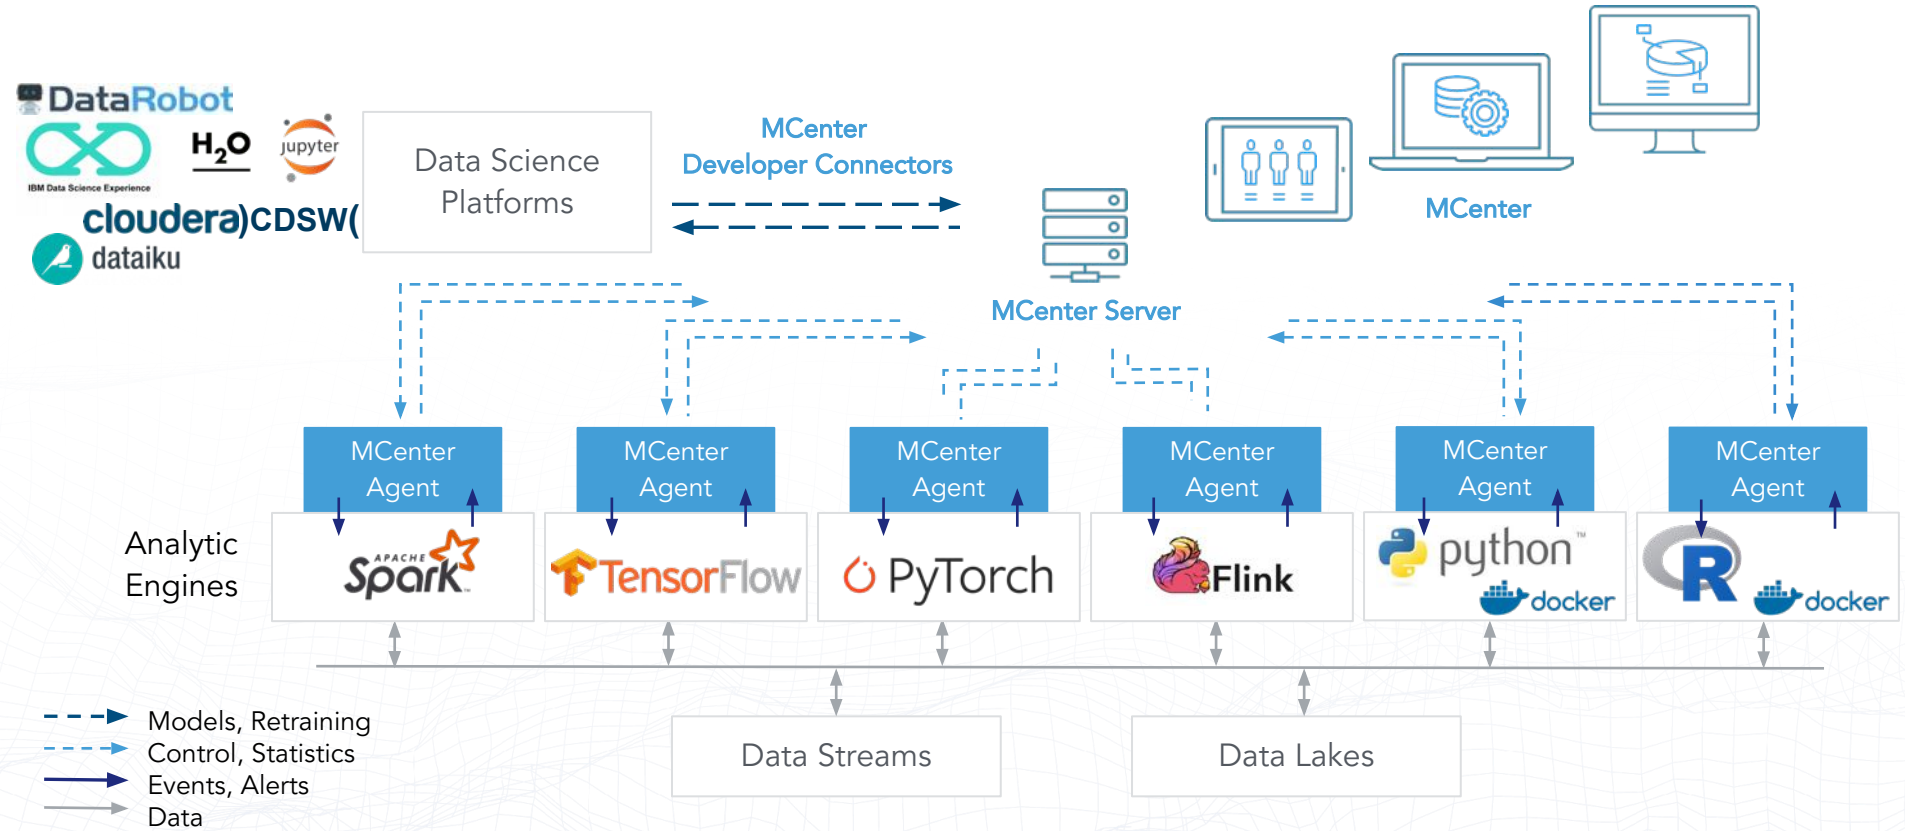 DataRobot
IBM Data Science Experience
H2O
jupyter
cloudera)CDSW(
dataiku
Data Science
Platforms
MCenter
Developer Connectors
MCenter
MCenter Server
MCenter
Agent
MCenter
Agent
MCenter
Agent
MCenter
Agent
MCenter
Agent
MCenter
Agent
Analytic
Engines
APACHE
Spark™
TensorFlow
PyTorch
Flink
python™
docker
R
docker
Data Streams
Data Lakes
Models, Retraining
Control, Statistics
Events, Alerts
Data